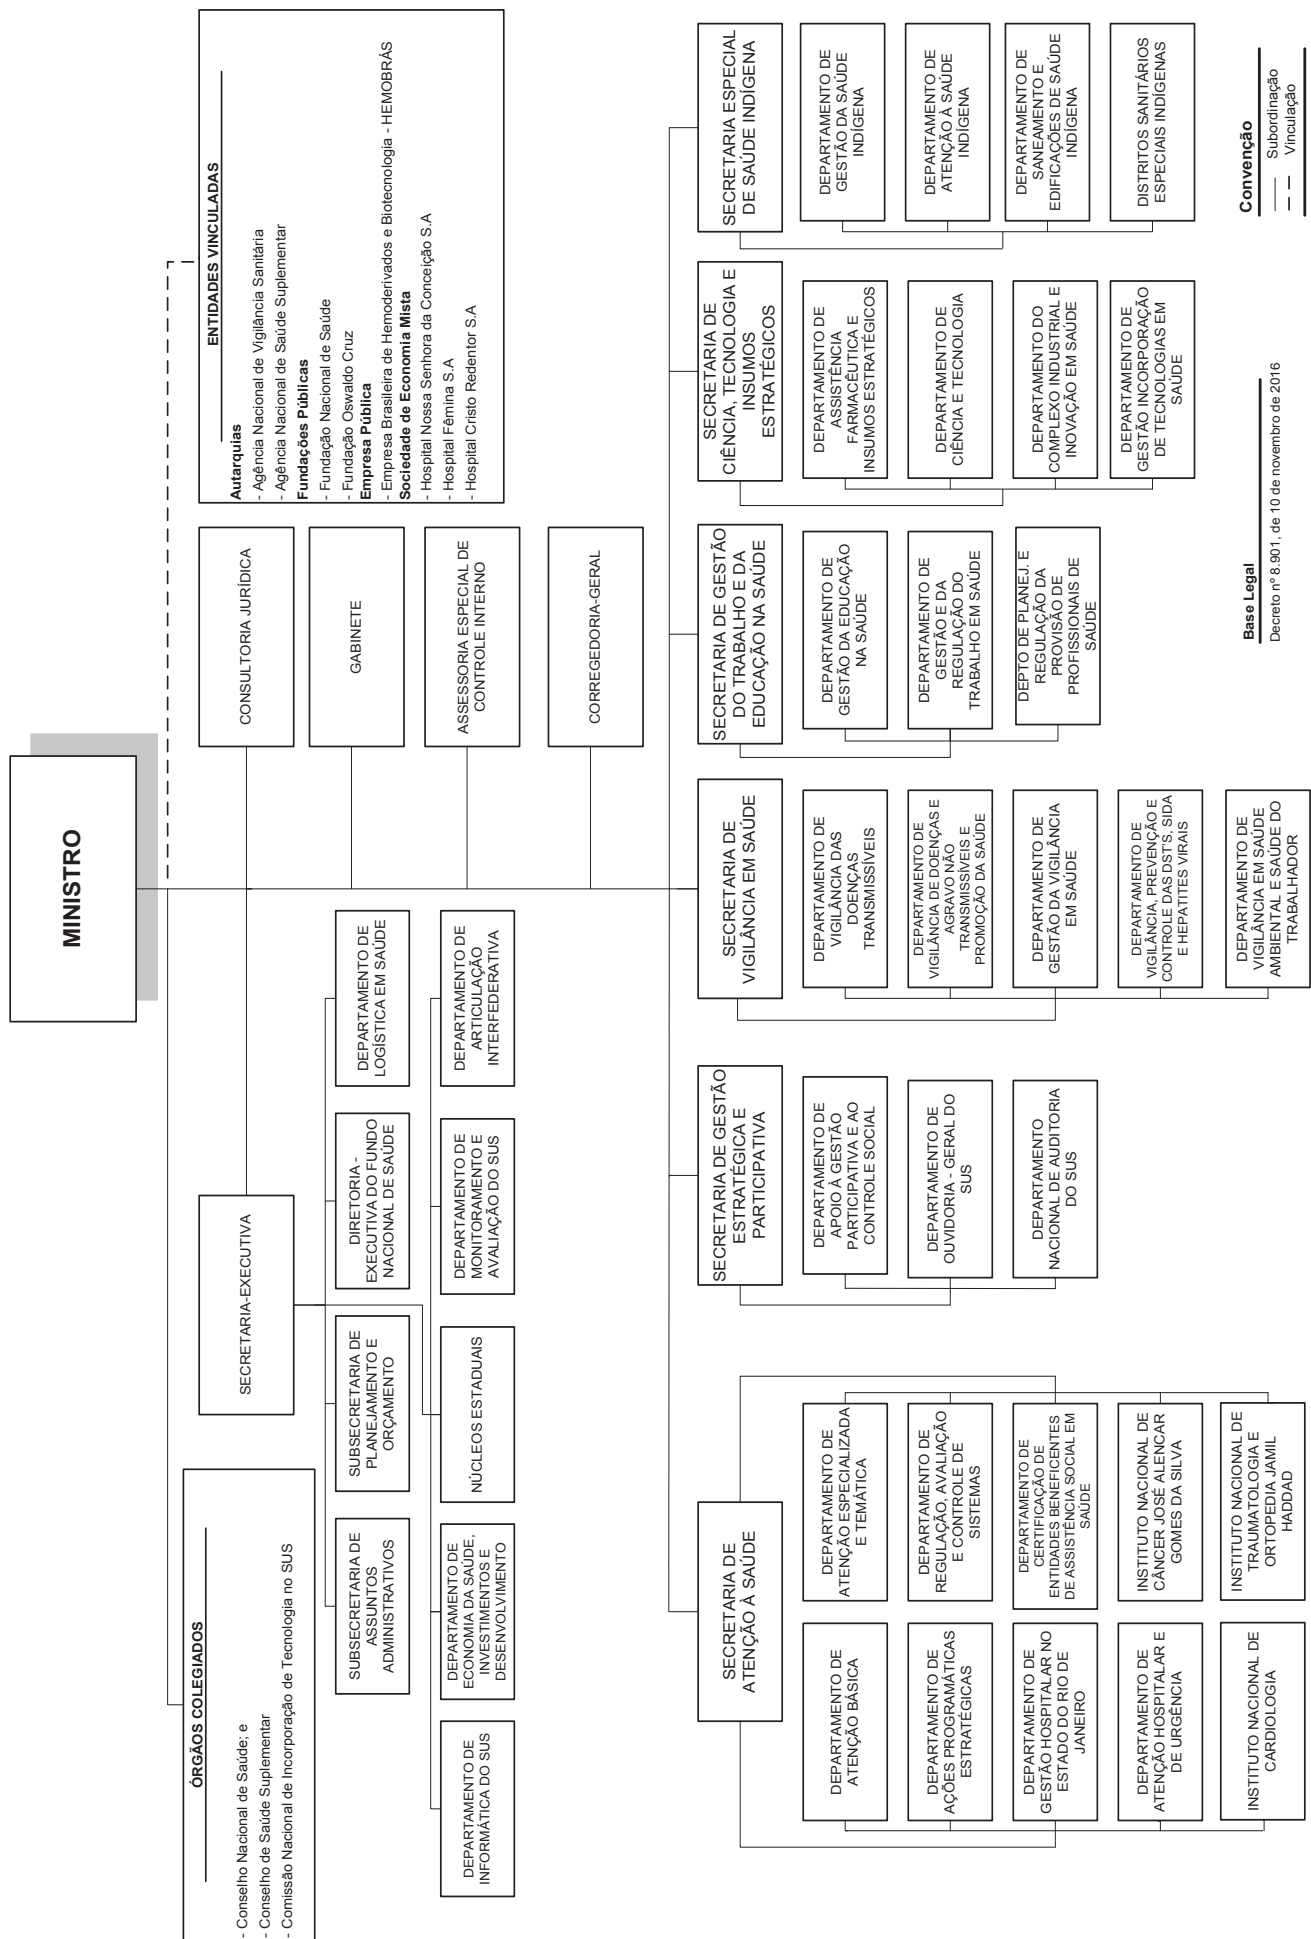 MINISTRO
ÓRGÃOS COLEGIADOS
- Conselho Nacional de Saúde; e
- Conselho de Saúde Suplementar
- Comissão Nacional de Incorporação de Tecnologia no SUS
SECRETARIA-EXECUTIVA
CONSULTORIA JURÍDICA
GABINETE
ASSESSORIA ESPECIAL DE
CONTROLE INTERNO
CORREGEDORIA-GERAL
ENTIDADES VINCULADAS
Autarquias
- Agência Nacional de Vigilância Sanitária
- Agência Nacional de Saúde Suplementar
Fundações Públicas
- Fundação Nacional de Saúde
- Fundação Oswaldo Cruz
Empresa Pública
- Empresa Brasileira de Hemoderivados e Biotecnologia - HEMOBRÁS
Sociedade de Economia Mista
- Hospital Nossa Senhora da Conceição S.A
- Hospital Fêmina S.A
- Hospital Cristo Redentor S.A
SUBSECRETARIA DE
ASSUNTOS
ADMINISTRATIVOS
SUBSECRETARIA DE
PLANEJAMENTO E
ORÇAMENTO
DIRETORIA -
EXECUTIVA DO FUNDO
NACIONAL DE SAÚDE
DEPARTAMENTO DE
LOGÍSTICA EM SAÚDE
DEPARTAMENTO DE
INFORMÁTICA DO SUS
DEPARTAMENTO DE
ECONOMIA DA SAÚDE,
INVESTIMENTOS E
DESENVOLVIMENTO
NÚCLEOS ESTADUAIS
DEPARTAMENTO DE
MONITORAMENTO E
AVALIAÇÃO DO SUS
DEPARTAMENTO DE
ARTICULAÇÃO
INTERFEDERATIVA
SECRETARIA DE
ATENÇÃO À SAÚDE
DEPARTAMENTO DE
ATENÇÃO BÁSICA
DEPARTAMENTO DE
AÇÕES PROGRAMÁTICAS
ESTRATÉGICAS
DEPARTAMENTO DE
GESTÃO HOSPITALAR NO
ESTADO DO RIO DE
JANEIRO
DEPARTAMENTO DE
ATENÇÃO HOSPITALAR E
DE URGÊNCIA
INSTITUTO NACIONAL DE
CARDIOLOGIA
DEPARTAMENTO DE
ATENÇÃO ESPECIALIZADA
E TEMÁTICA
DEPARTAMENTO DE
REGULAÇÃO, AVALIAÇÃO
E CONTROLE DE
SISTEMAS
DEPARTAMENTO DE
CERTIFICAÇÃO DE
ENTIDADES BENEFICENTES
DE ASSISTÊNCIA SOCIAL EM
SAÚDE
INSTITUTO NACIONAL DE
CÂNCER JOSÉ ALENCAR
GOMES DA SILVA
INSTITUTO NACIONAL DE
TRAUMATOLOGIA E
ORTOPEDIA JAMIL
HADDAD
SECRETARIA DE GESTÃO
ESTRATÉGICA E
PARTICIPATIVA
DEPARTAMENTO DE
APOIO À GESTÃO
PARTICIPATIVA E AO
CONTROLE SOCIAL
DEPARTAMENTO DE
OUVIDORIA - GERAL DO
SUS
DEPARTAMENTO
NACIONAL DE AUDITORIA
DO SUS
SECRETARIA DE
VIGILÂNCIA EM SAÚDE
DEPARTAMENTO DE
VIGILÂNCIA DAS
DOENÇAS
TRANSMISSÍVEIS
DEPARTAMENTO DE
VIGILÂNCIA DE DOENÇAS E
AGRAVO NÃO
TRANSMISSÍVEIS E
PROMOÇÃO DA SAÚDE
DEPARTAMENTO DE
GESTÃO DA VIGILÂNCIA
EM SAÚDE
DEPARTAMENTO DE
VIGILÂNCIA, PREVENÇÃO E
CONTROLE DAS DST'S, SIDA
E HEPATITES VIRAIS
DEPARTAMENTO DE
VIGILÂNCIA EM SAÚDE
AMBIENTAL E SAÚDE DO
TRABALHADOR
SECRETARIA DE GESTÃO
DO TRABALHO E DA
EDUCAÇÃO NA SAÚDE
DEPARTAMENTO DE
GESTÃO DA EDUCAÇÃO
NA SAÚDE
DEPARTAMENTO DE
GESTÃO E DA
REGULAÇÃO DO
TRABALHO EM SAÚDE
DEPTO DE PLANEJ. E
REGULAÇÃO DA
PROVISÃO DE
PROFISSIONAIS DE
SAÚDE
SECRETARIA DE
CIÊNCIA, TECNOLOGIA E
INSUMOS
ESTRATÉGICOS
DEPARTAMENTO DE
ASSISTÊNCIA
FARMACÊUTICA E
INSUMOS ESTRATÉGICOS
DEPARTAMENTO DE
CIÊNCIA E TECNOLOGIA
DEPARTAMENTO DO
COMPLEXO INDUSTRIAL E
INOVAÇÃO EM SAÚDE
DEPARTAMENTO DE
GESTÃO INCORPORAÇÃO
DE TECNOLOGIAS EM
SAÚDE
SECRETARIA ESPECIAL
DE SAÚDE INDÍGENA
DEPARTAMENTO DE
GESTÃO DA SAÚDE
INDÍGENA
DEPARTAMENTO DE
ATENÇÃO À SAÚDE
INDÍGENA
DEPARTAMENTO DE
SANEAMENTO E
EDIFICAÇÕES DE SAÚDE
INDÍGENA
DISTRITOS SANITÁRIOS
ESPECIAIS INDÍGENAS
Base Legal
Decreto nº 8.901, de 10 de novembro de 2016
Convenção
Subordinação
Vinculação